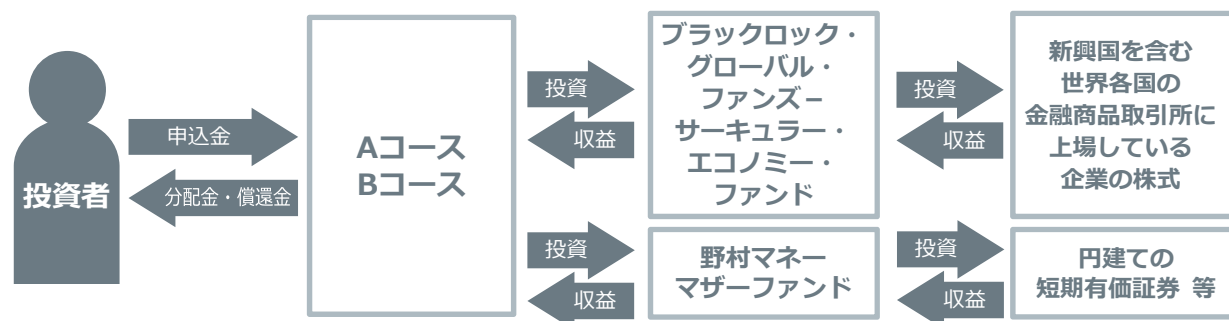 投資者
申込金
分配金・償還金
Aコース
Bコース
投資
収益
ブラックロック・
グローバル・
ファンズ－
サーキュラー・
エコノミー・
ファンド
投資
収益
新興国を含む
世界各国の
金融商品取引所に
上場している
企業の株式
投資
収益
野村マネー
マザーファンド
投資
収益
円建ての
短期有価証券 等